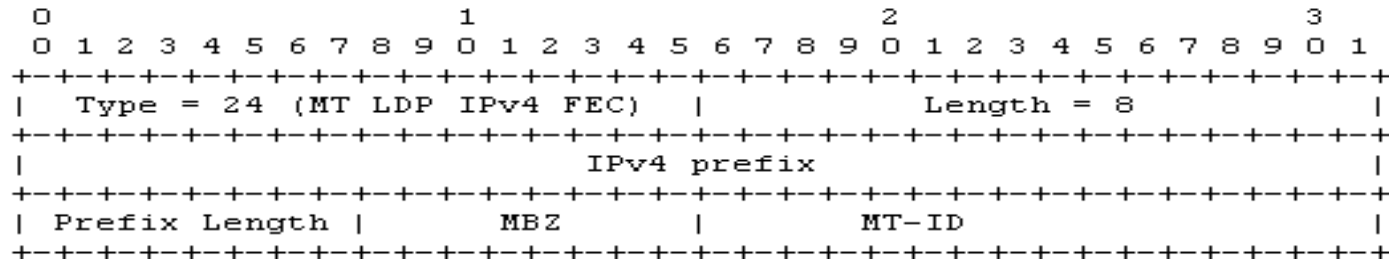 0                   1                   2                   3
 0 1 2 3 4 5 6 7 8 9 0 1 2 3 4 5 6 7 8 9 0 1 2 3 4 5 6 7 8 9 0 1
+-+-+-+-+-+-+-+-+-+-+-+-+-+-+-+-+-+-+-+-+-+-+-+-+-+-+-+-+-+-+-+-+
|   Type = 24 (MT LDP IPv4 FEC)  |          Length = 8            |
+-+-+-+-+-+-+-+-+-+-+-+-+-+-+-+-+-+-+-+-+-+-+-+-+-+-+-+-+-+-+-+-+
|                          IPv4 prefix                          |
+-+-+-+-+-+-+-+-+-+-+-+-+-+-+-+-+-+-+-+-+-+-+-+-+-+-+-+-+-+-+-+-+
| Prefix Length |      MBZ      |       MT-ID                   |
+-+-+-+-+-+-+-+-+-+-+-+-+-+-+-+-+-+-+-+-+-+-+-+-+-+-+-+-+-+-+-+-+